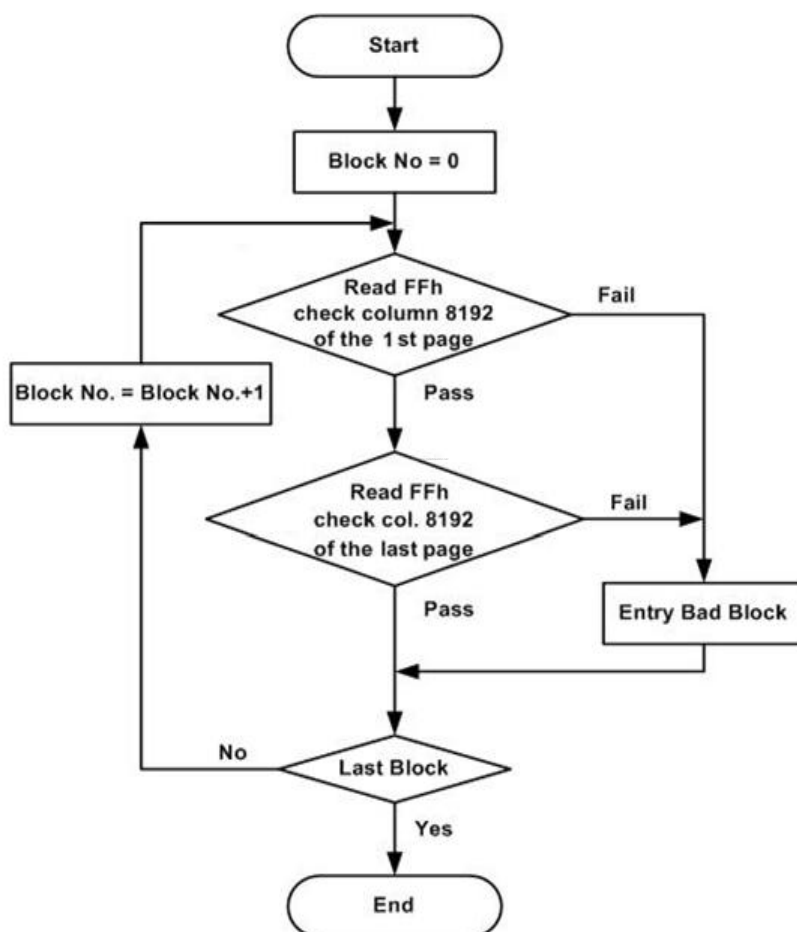 Start
Block No = 0
Read FFh
check column 8192
of the 1 st page
Fail
Block No. = Block No.+1
Pass
Read FFh
check col. 8192
of the last page
Fail
Pass
Entry Bad Block
No
Last Block
Yes
End